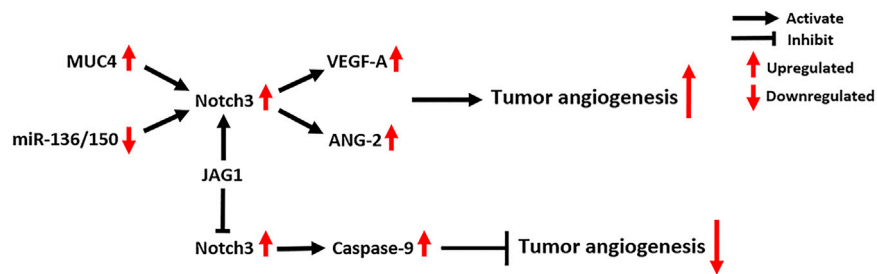 MUC4
miR-136/150
Notch3
JAG1
VEGF-A
ANG-2
Tumor angiogenesis
Notch3
Caspase-9
Tumor angiogenesis
Activate
Inhibit
Upregulated
Downregulated